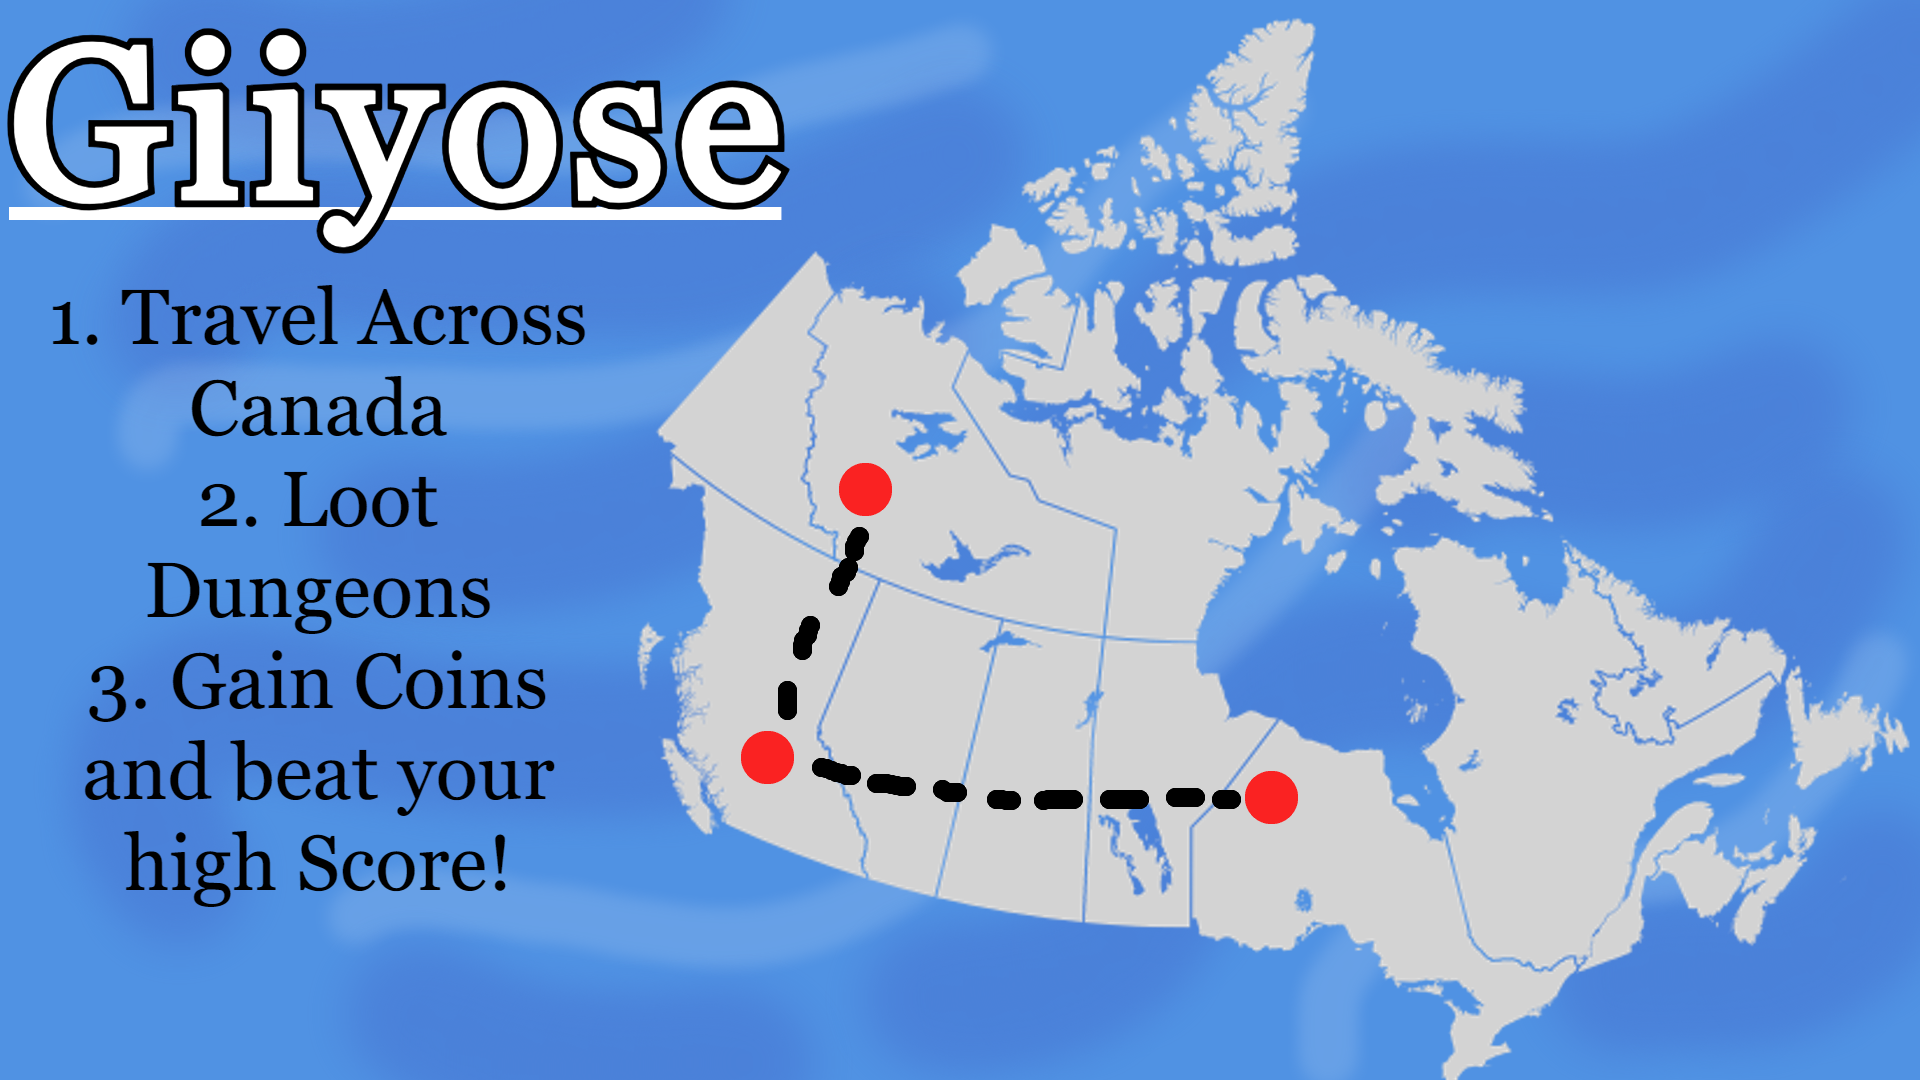 Giiyose
1. Travel Across
Canada
2. Loot
Dungeons
3. Gain Coins
and beat your
high Score!